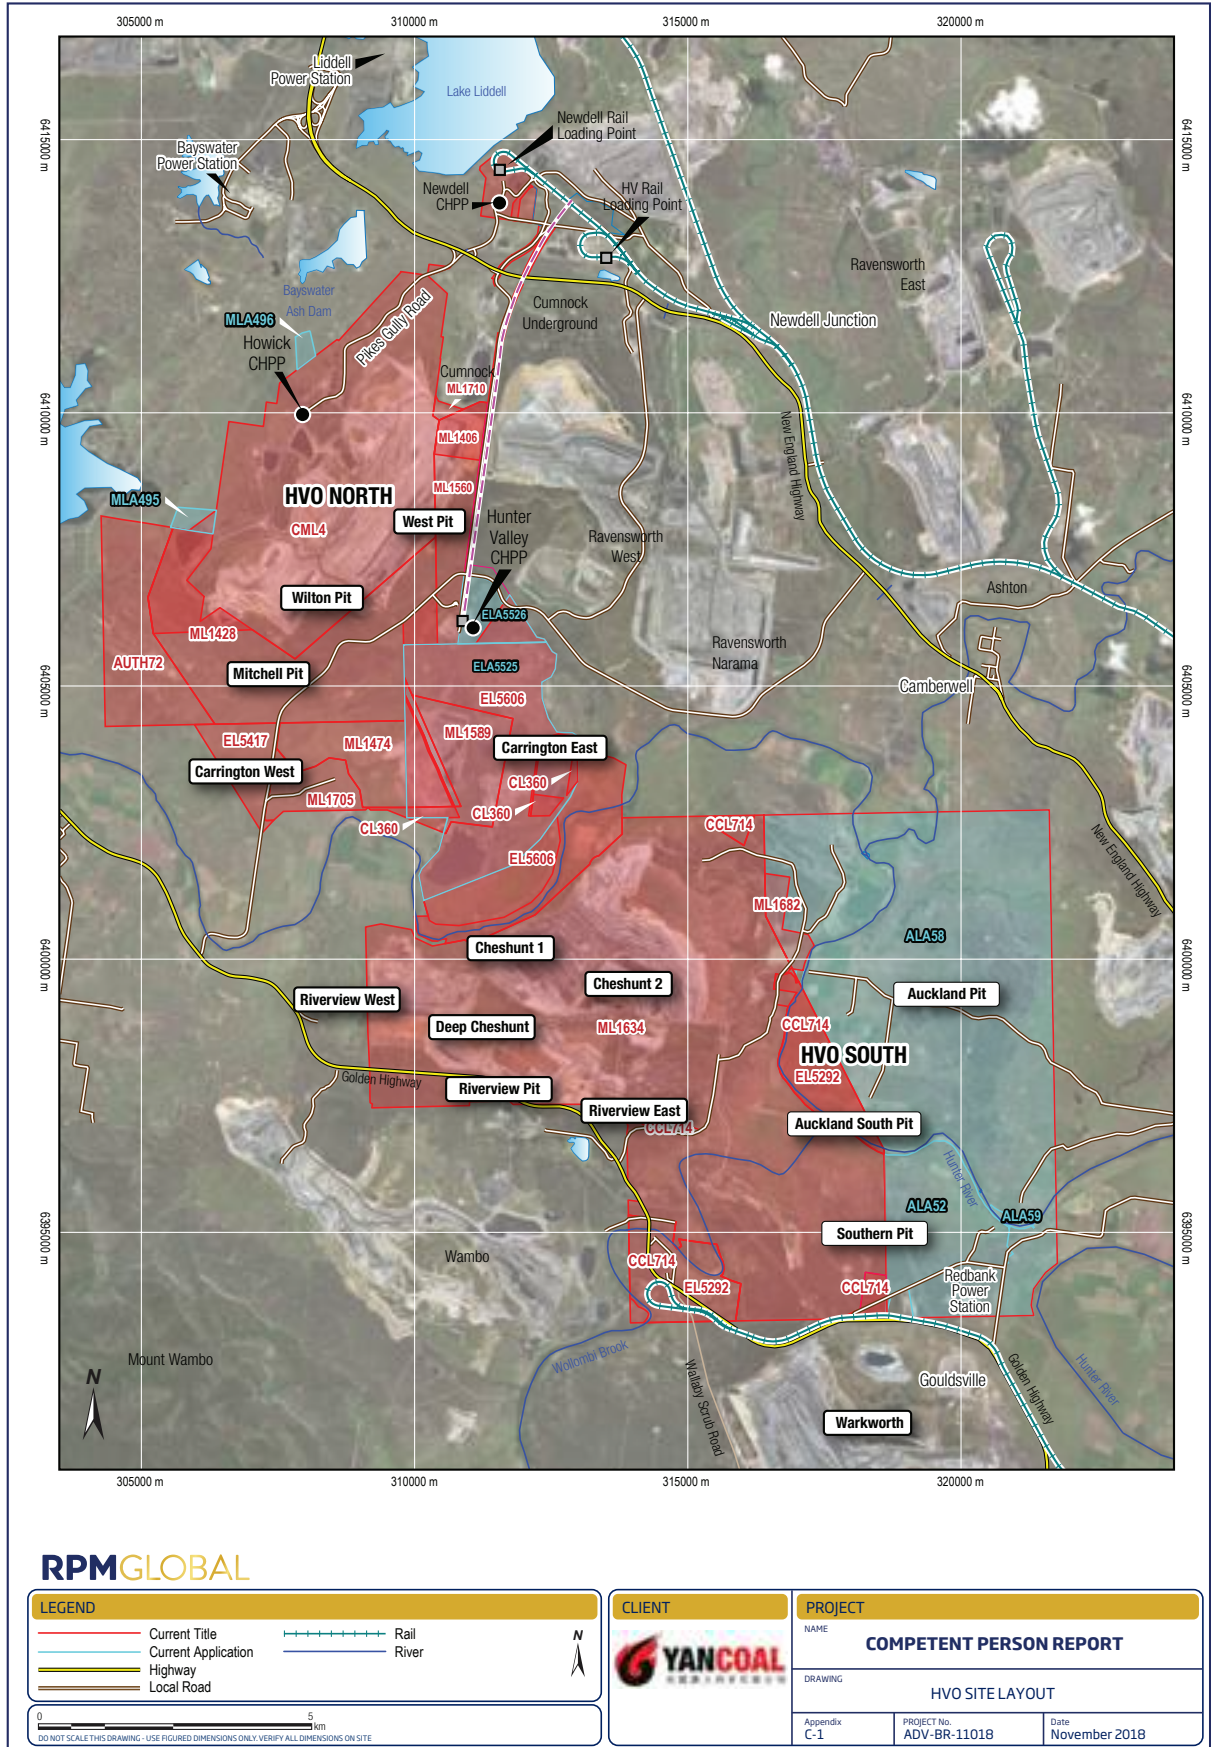 305000 m
310000 m
315000 m
320000 m
6415000 m
6415000 m
Liddell
Power Station
Lake Liddell
Newdell Rail
Loading Point
Bayswater
Power Station
Newdell
CHPP
HV Rail
Loading Point
Ravensworth
East
Bayswater
Ash Dam
Pikes Gully Road
Cumnock
Underground
MLA496
Howick
CHPP
Newdell Junction
Cumnock
ML1710
6410000 m
6410000 m
New England Highway
ML1406
ML1560
MLA495
HVO NORTH
CML4
West Pit
Hunter
Valley
CHPP
Ravensworth
West
Ashton
Wilton Pit
ELA5526
ML1428
Ravensworth
Narama
AUTH72
Mitchell Pit
ELA5525
Camberwell
6405000 m
6405000 m
EL5606
EL5417
ML1474
ML1589
Carrington East
Carrington West
CL360
ML1705
CL360
CL360
CCL714
EL5606
New England Highway
ML1682
ALA58
Cheshunt 1
6400000 m
6400000 m
Cheshunt 2
Riverview West
Auckland Pit
Deep Cheshunt
ML1634
CCL714
HVO SOUTH
EL5292
Golden Highway
Riverview Pit
Riverview East
CCL714
Auckland South Pit
Hunter River
ALA52
ALA59
6395000 m
6395000 m
Southern Pit
Wambo
CCL714
EL5292
CCL714
Redbank
Power
Station
Mount Wambo
Wollombi Brook
Wallaby Scrub Road
Gouldsville
Golden Highway
Hunter River
N
Warkworth
305000 m
310000 m
315000 m
320000 m
RPMGLOBAL
LEGEND
Current Title
Current Application
Highway
Local Road
Rail
River
N
0
5
km
DO NOT SCALE THIS DRAWING - USE FIGURED DIMENSIONS ONLY. VERIFY ALL DIMENSIONS ON SITE
CLIENT
YANCOAL
PROJECT
NAME
COMPETENT PERSON REPORT
DRAWING
HVO SITE LAYOUT
Appendix
C-1
PROJECT No.
ADV-BR-11018
Date
November 2018